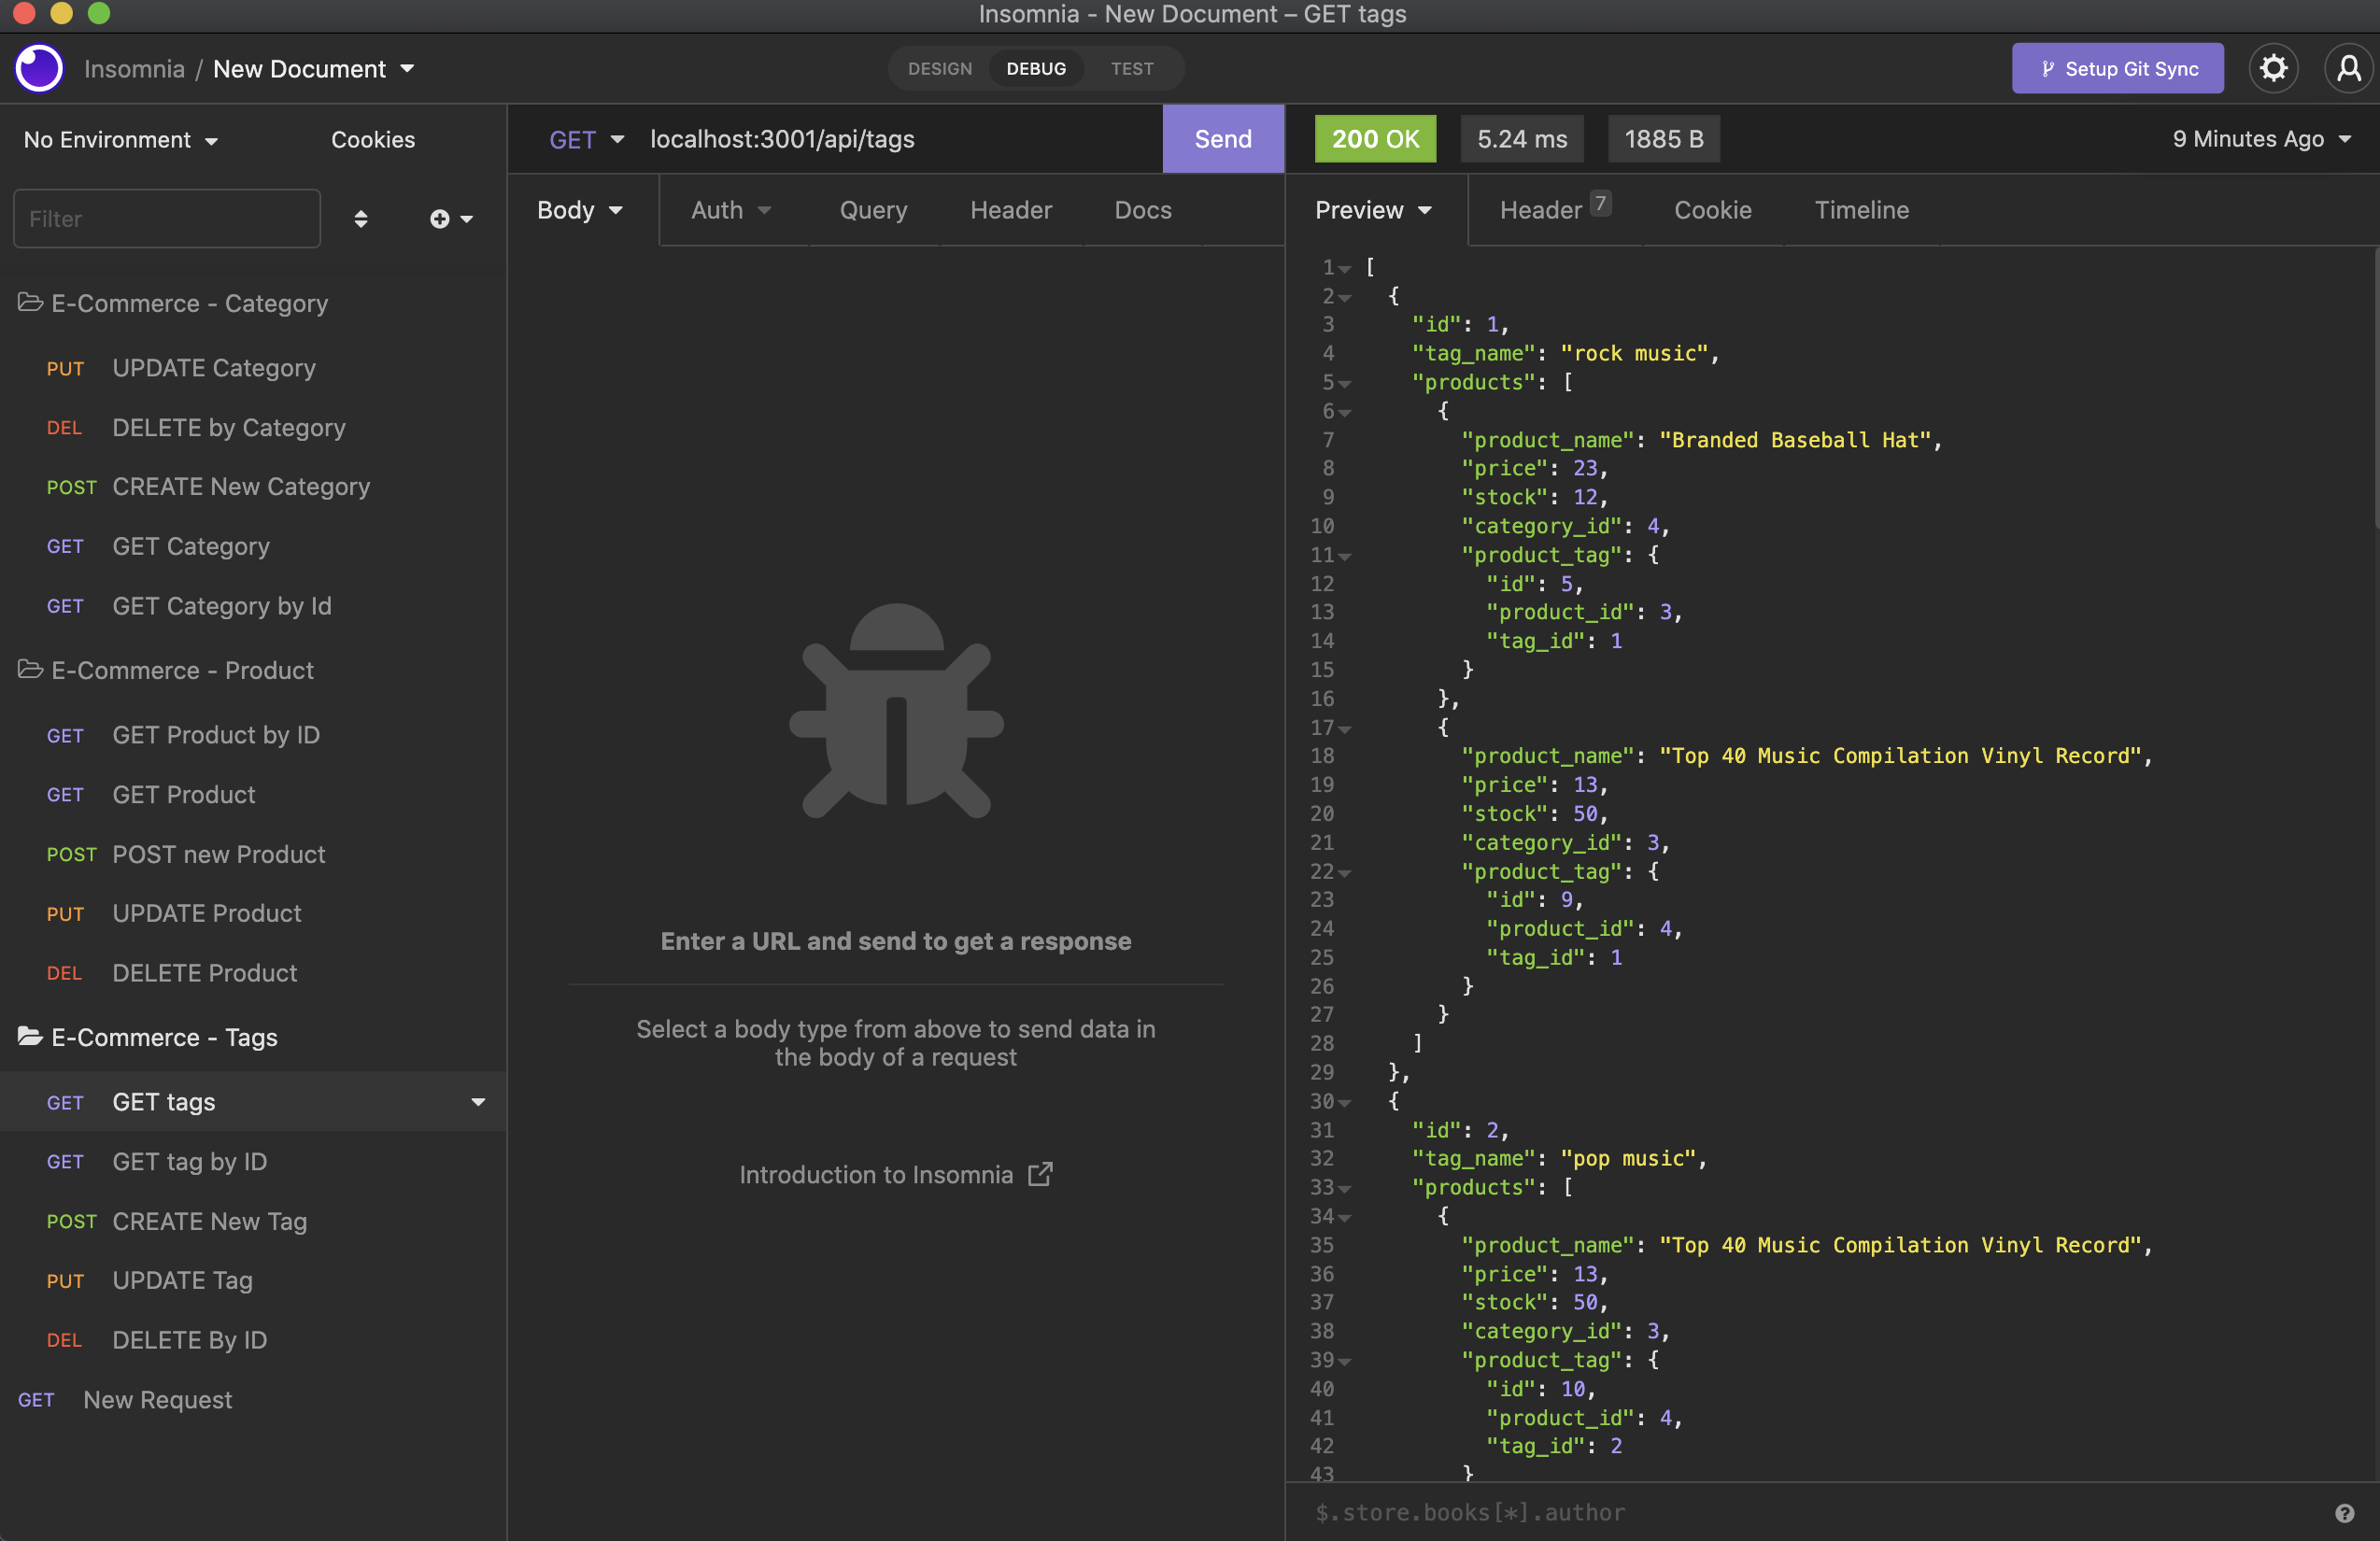 Insomnia - New Document – GET tags
Insomnia / New Document
DESIGN DEBUG TEST
Setup Git Sync
No Environment
Cookies
Filter
E-Commerce - Category
PUT UPDATE Category
DEL DELETE by Category
POST CREATE New Category
GET GET Category
GET GET Category by Id
E-Commerce - Product
GET GET Product by ID
GET GET Product
POST POST new Product
PUT UPDATE Product
DEL DELETE Product
E-Commerce - Tags
GET GET tags
GET GET tag by ID
POST CREATE New Tag
PUT UPDATE Tag
DEL DELETE By ID
GET New Request
GET localhost:3001/api/tags Send
Body Auth Query Header Docs
Enter a URL and send to get a response
Select a body type from above to send data in
the body of a request
Introduction to Insomnia
200 OK 5.24 ms 1885 B 9 Minutes Ago
Preview Header 7 Cookie Timeline
1 [
2 {
3 "id": 1,
4 "tag_name": "rock music",
5 "products": [
6 {
7 "product_name": "Branded Baseball Hat",
8 "price": 23,
9 "stock": 12,
10 "category_id": 4,
11 "product_tag": {
12 "id": 5,
13 "product_id": 3,
14 "tag_id": 1
15 }
16 },
17 {
18 "product_name": "Top 40 Music Compilation Vinyl Record",
19 "price": 13,
20 "stock": 50,
21 "category_id": 3,
22 "product_tag": {
23 "id": 9,
24 "product_id": 4,
25 "tag_id": 1
26 }
27 }
28 ]
29 },
30 {
31 "id": 2,
32 "tag_name": "pop music",
33 "products": [
34 {
35 "product_name": "Top 40 Music Compilation Vinyl Record",
36 "price": 13,
37 "stock": 50,
38 "category_id": 3,
39 "product_tag": {
40 "id": 10,
41 "product_id": 4,
42 "tag_id": 2
43 }
$.store.books[*].author